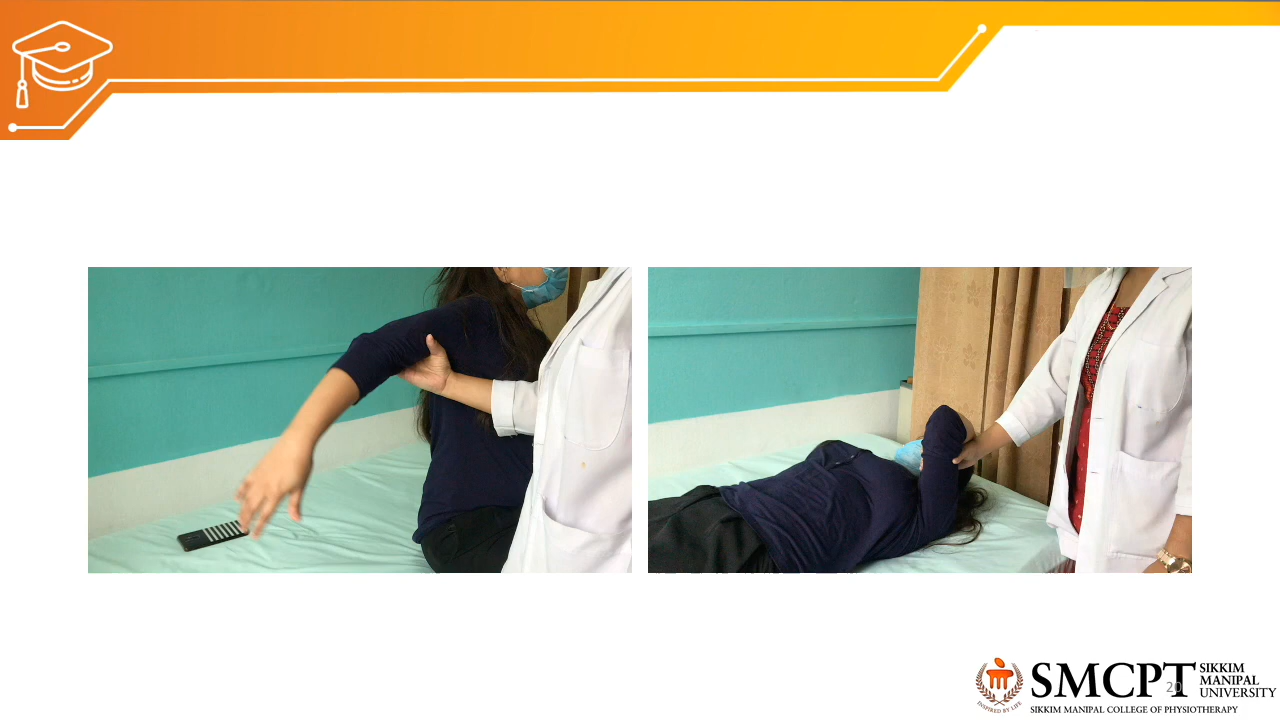 SMCPT
SIKKIM
MANIPAL
UNIVERSITY
20
INSPIRED BY LIFE
SIKKIM MANIPAL COLLEGE OF PHYSIOTHERAPY